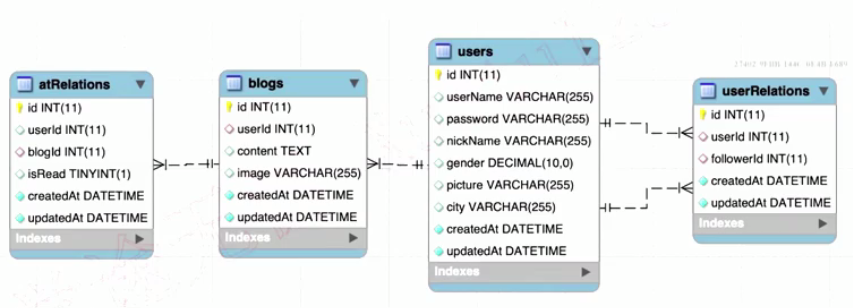 atRelations
id INT(11)
userId INT(11)
blogId INT(11)
isRead TINYINT(1)
createdAt DATETIME
updatedAt DATETIME
Indexes
blogs
id INT(11)
userId INT(11)
content TEXT
image VARCHAR(255)
createdAt DATETIME
updatedAt DATETIME
Indexes
users
id INT(11)
userName VARCHAR(255)
password VARCHAR(255)
nickName VARCHAR(255)
gender DECIMAL(10,0)
picture VARCHAR(255)
city VARCHAR(255)
createdAt DATETIME
updatedAt DATETIME
Indexes
userRelations
id INT(11)
userId INT(11)
followerId INT(11)
createdAt DATETIME
updatedAt DATETIME
Indexes